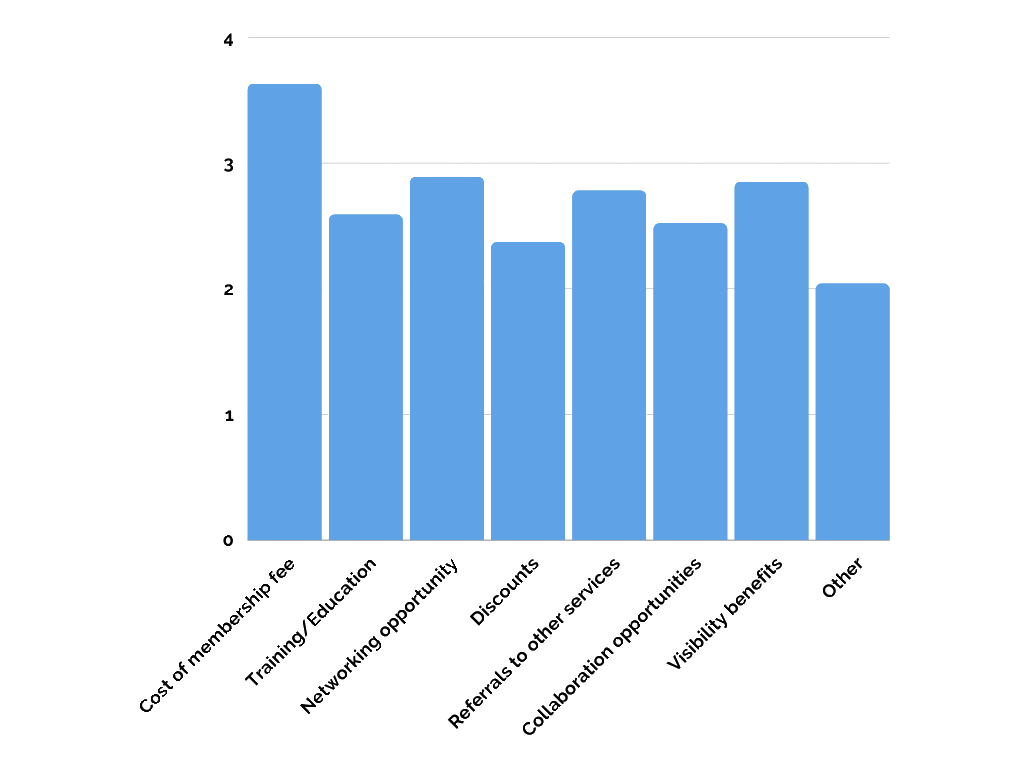 4
3
2
1
0
Cost of membership fee
Training/Education
Networking opportunity
Discounts
Referrals to other services
Collaboration opportunities
Visibility benefits
Other